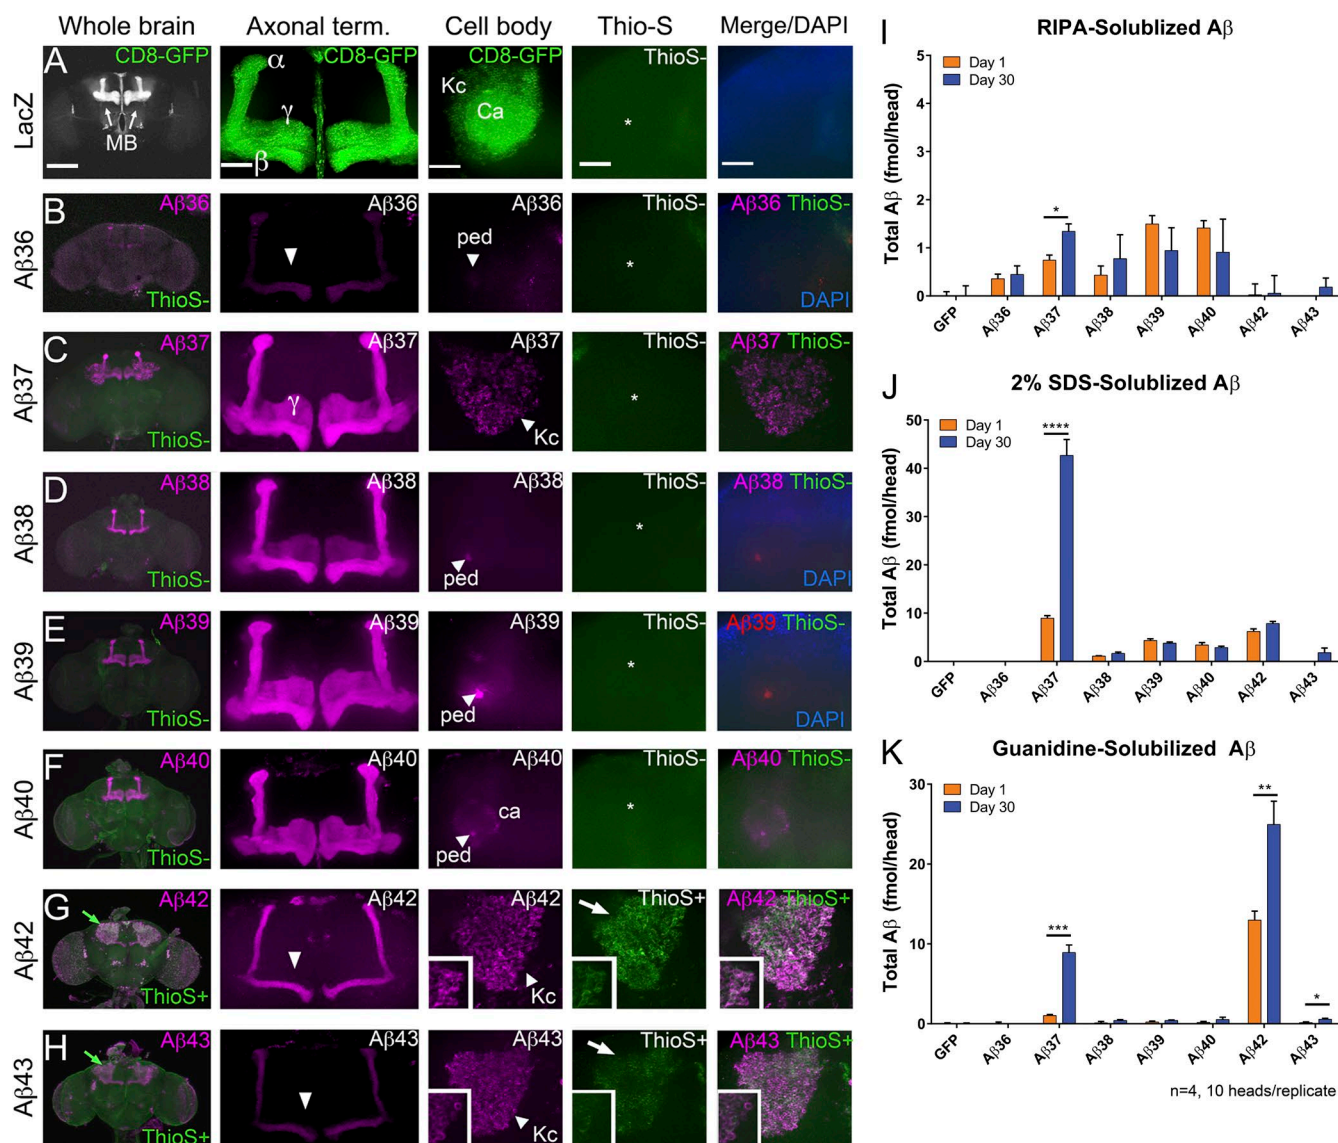 Whole brain
Axonal term.
Cell body
Thio-S
Merge/DAPI
LacZ
A
CD8-GFP
MB
α
CD8-GFP
γ
β
CD8-GFP
Kc
Ca
ThioS-
*
Aβ36
B
Aβ36
ThioS-
Aβ36
Aβ36
ped
ThioS-
*
Aβ36 ThioS-
DAPI
Aβ37
C
Aβ37
ThioS-
Aβ37
γ
Aβ37
Kc
ThioS-
*
Aβ37 ThioS-
Aβ38
D
Aβ38
ThioS-
Aβ38
Aβ38
ped
ThioS-
*
Aβ38 ThioS-
DAPI
Aβ39
E
Aβ39
ThioS-
Aβ39
Aβ39
ped
ThioS-
*
Aβ39 ThioS-
DAPI
Aβ40
F
Aβ40
ThioS-
Aβ40
Aβ40
ca
ped
ThioS-
*
Aβ40 ThioS-
Aβ42
G
Aβ42
ThioS+
Aβ42
Aβ42
Kc
ThioS+
Aβ42 ThioS+
Aβ43
H
Aβ43
ThioS+
Aβ43
Aβ43
Kc
ThioS+
Aβ43 ThioS+
I
RIPA-Solublized Aβ
Total Aβ (fmol/head)
5
4
3
2
1
0
Day 1
Day 30
*
GFP
Aβ36
Aβ37
Aβ38
Aβ39
Aβ40
Aβ42
Aβ43
J
2% SDS-Solublized Aβ
Total Aβ (fmol/head)
50
40
30
20
10
0
Day 1
Day 30
****
GFP
Aβ36
Aβ37
Aβ38
Aβ39
Aβ40
Aβ42
Aβ43
K
Guanidine-Solubilized Aβ
Total Aβ (fmol/head)
30
20
10
0
Day 1
Day 30
***
**
*
GFP
Aβ36
Aβ37
Aβ38
Aβ39
Aβ40
Aβ42
Aβ43
n=4, 10 heads/replicate